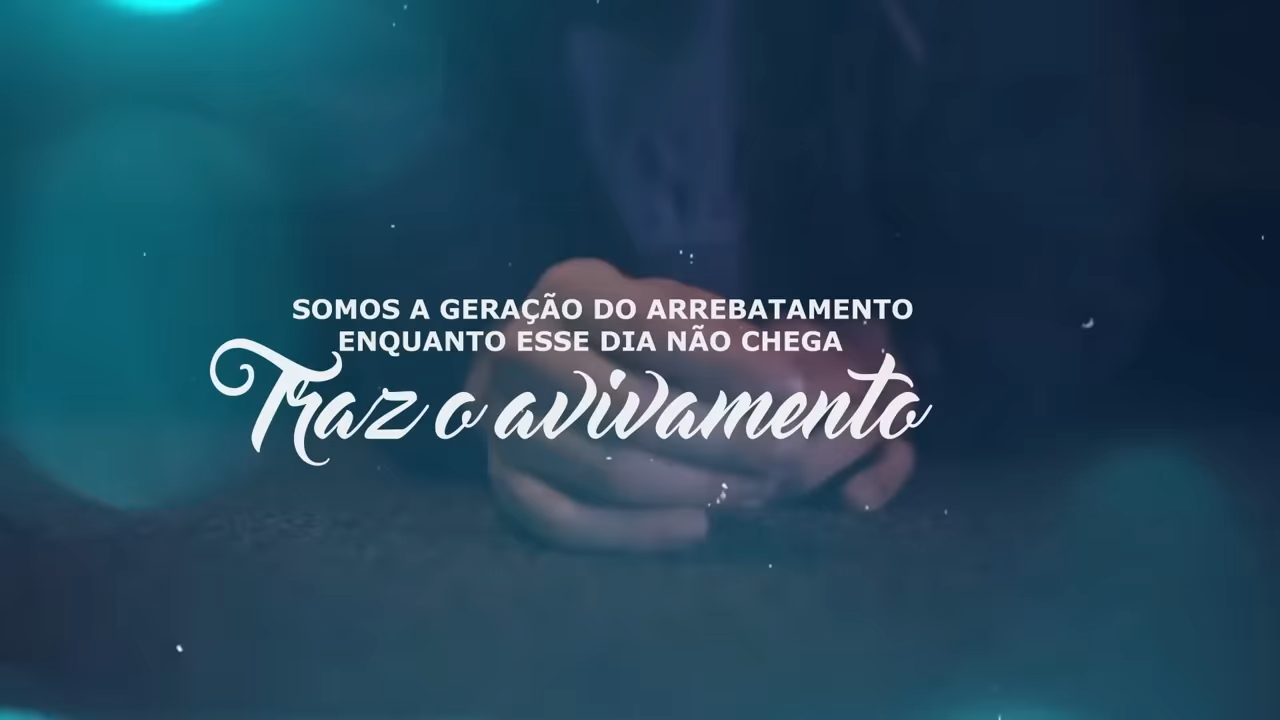 SOMOS A GERAÇÃO DO ARREBATAMENTO
ENQUANTO ESSE DIA NÃO CHEGA
Traz o avivamento